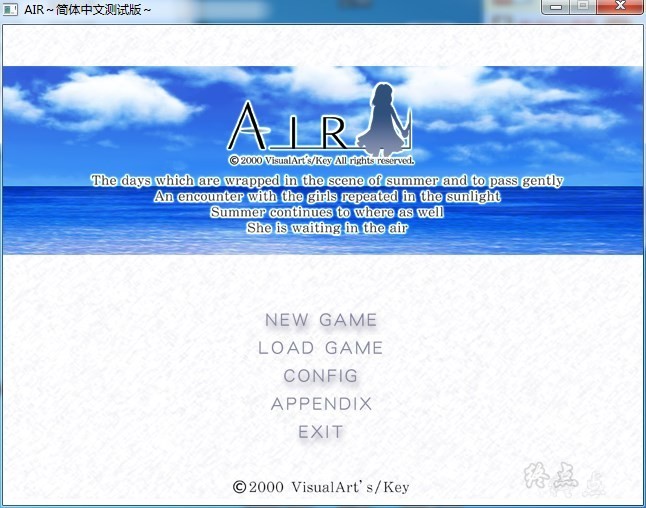 AIR～简体中文测试版～
AIR
©2000 VisualArt's/Key All rights reserved.
The days which are wrapped in the scene of summer and to pass gently
An encounter with the girls repeated in the sunlight
Summer continues to where as well
She is waiting in the air
NEW GAME
LOAD GAME
CONFIG
APPENDIX
EXIT
©2000 VisualArt's/Key
终点